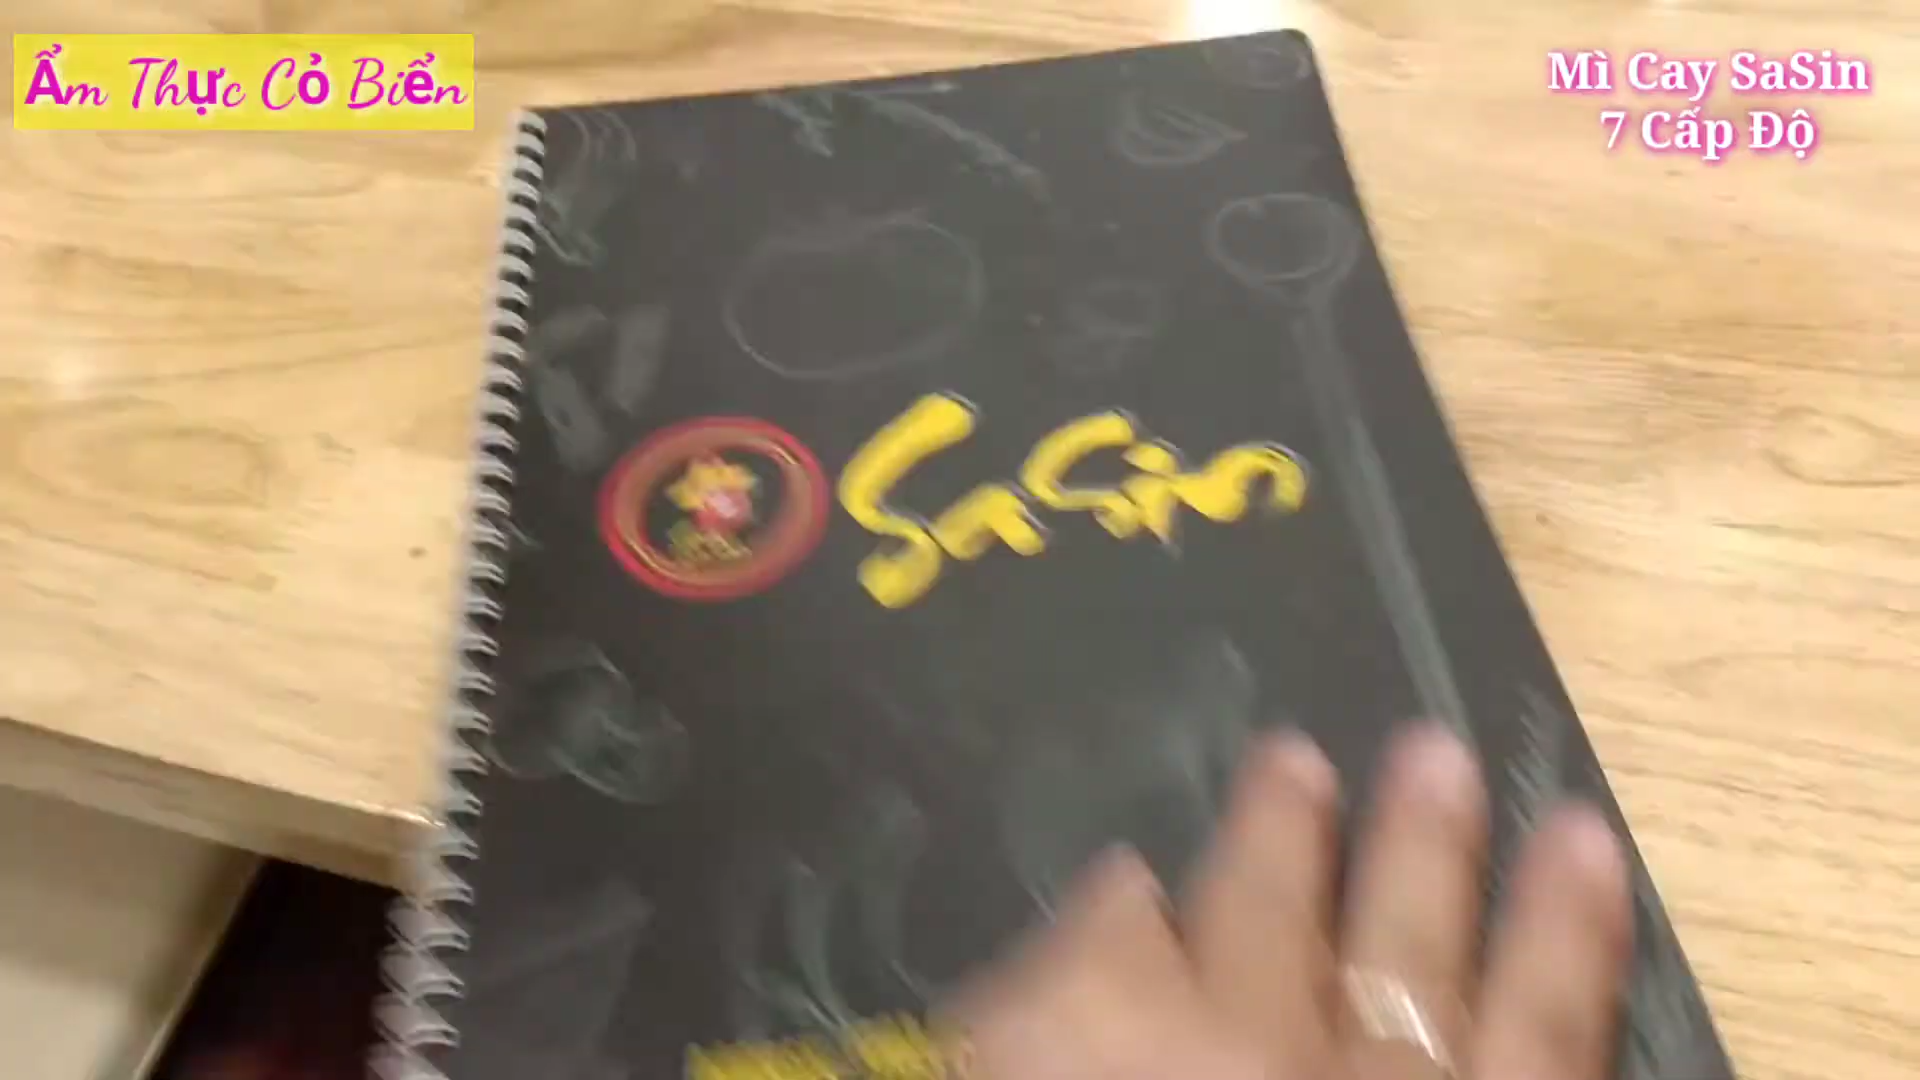 Ẩm Thực Cỏ Biển
Mì Cay SaSin
7 Cấp Độ
SaSin